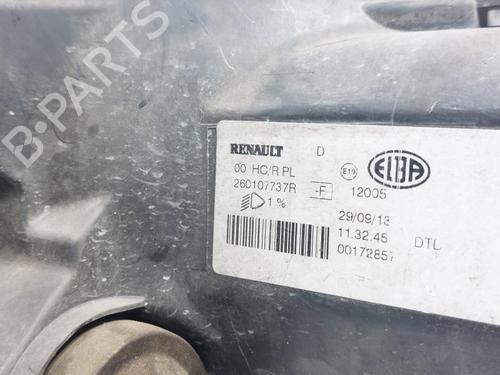 B-PARTS
RENAULT D
00 HC/R PL E19 ELBA
260107737R -F 12005
1% 29/09/13
11.32.45 DTL
00172857